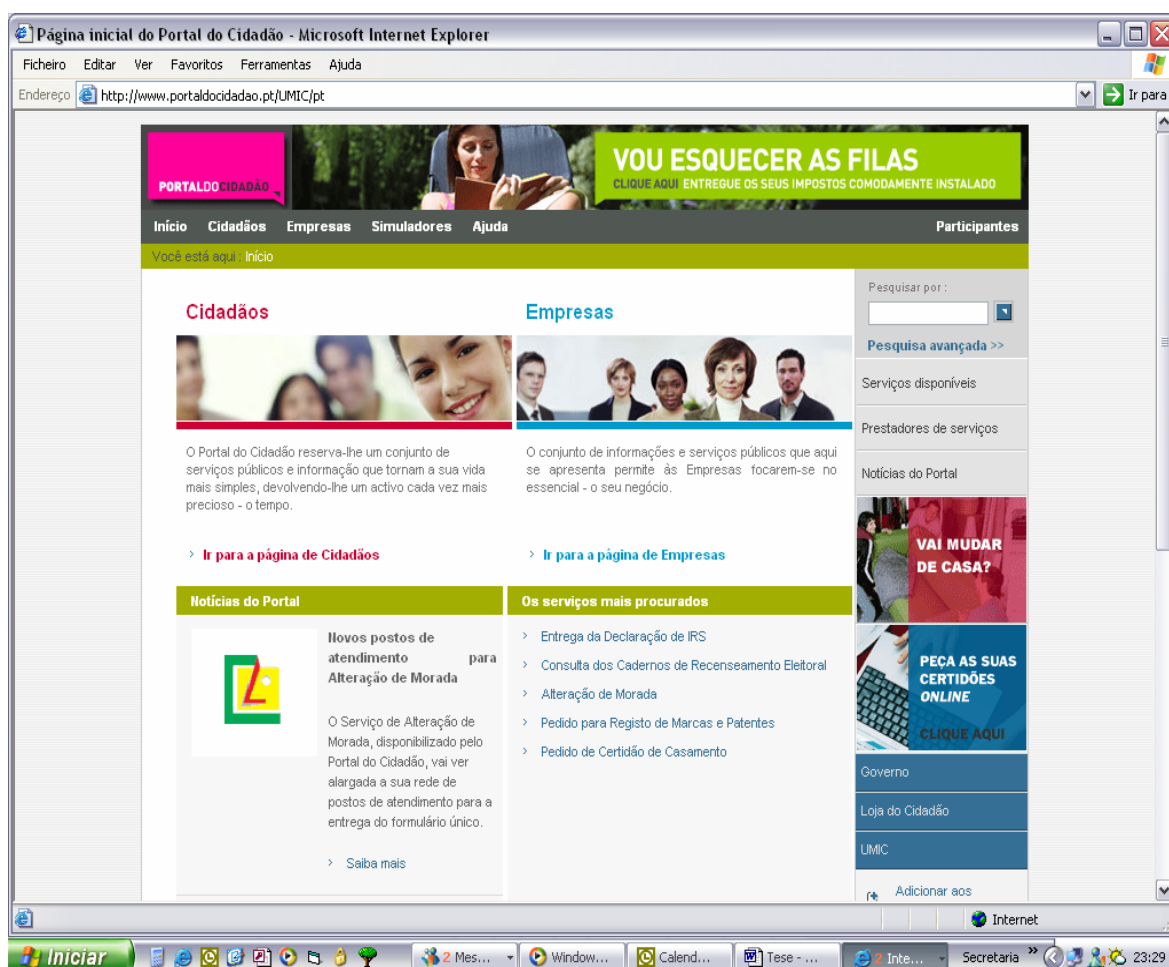 Página inicial do Portal do Cidadão - Microsoft Internet Explorer
Ficheiro Editar Ver Favoritos Ferramentas Ajuda
Endereço http://www.portaldocidadao.pt/UMIC/pt Ir para
PORTALDOCIDADÃO
VOU ESQUECER AS FILAS
CLIQUE AQUI ENTREGUE OS SEUS IMPOSTOS COMODAMENTE INSTALADO
Início Cidadãos Empresas Simuladores Ajuda Participantes
Você está aqui : Início
Cidadãos
O Portal do Cidadão reserva-lhe um conjunto de
serviços públicos e informação que tornam a sua vida
mais simples, devolvendo-lhe um activo cada vez mais
precioso - o tempo.
> Ir para a página de Cidadãos
Empresas
O conjunto de informações e serviços públicos que aqui
se apresenta permite às Empresas focarem-se no
essencial - o seu negócio.
> Ir para a página de Empresas
Notícias do Portal
Novos postos de
atendimento para
Alteração de Morada
O Serviço de Alteração de
Morada, disponibilizado pelo
Portal do Cidadão, vai ver
alargada a sua rede de
postos de atendimento para a
entrega do formulário único.
> Saiba mais
Os serviços mais procurados
> Entrega da Declaração de IRS
> Consulta dos Cadernos de Recenseamento Eleitoral
> Alteração de Morada
> Pedido para Registo de Marcas e Patentes
> Pedido de Certidão de Casamento
Pesquisar por :
Pesquisa avançada >>
Serviços disponíveis
Prestadores de serviços
Notícias do Portal
VAI MUDAR
DE CASA?
PEÇA AS SUAS
CERTIDÕES
ONLINE
CLIQUE AQUI
Governo
Loja do Cidadão
UMIC
Adicionar aos
Internet
Iniciar 2 Mes... Window... Calend... Tese - ... 2 Inte... Secretaria » 23:29